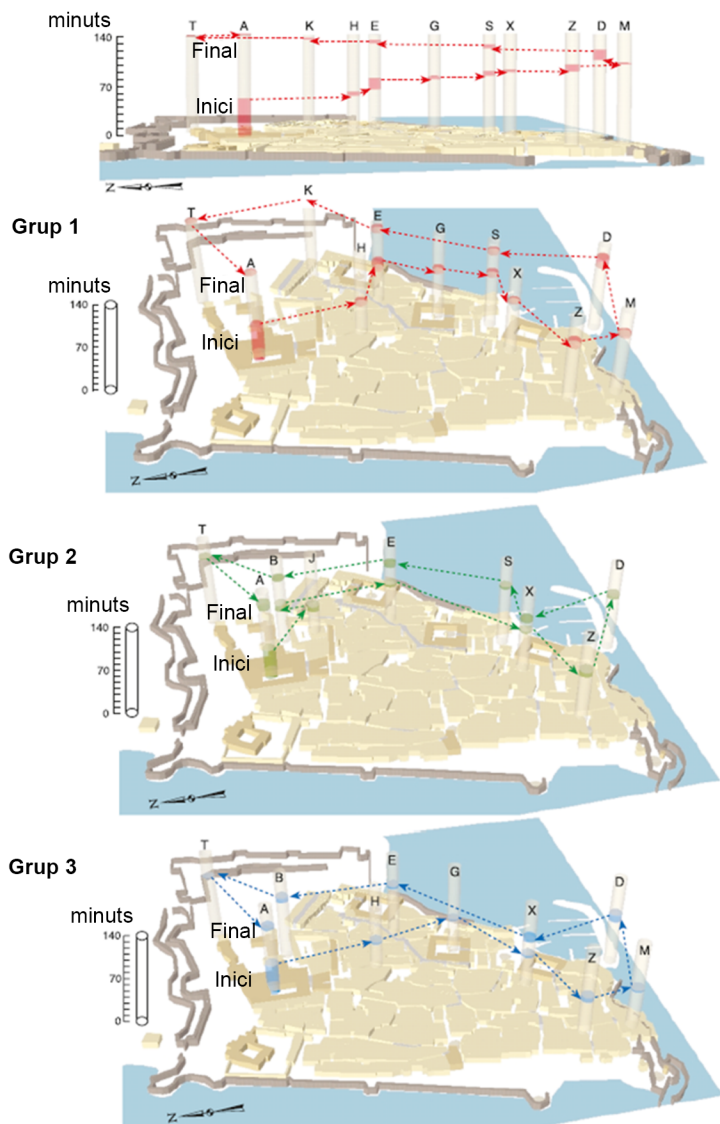 minuts
T A K H E G S X Z D M
140
Final
70
Inici
0
Z
Grup 1
T
K
E
G
S
D
H
A
X
Final
M
minuts
Z
140
Inici
70
0
Z
Grup 2
T
B
J
E
S
D
A
X
minuts
Final
140
Z
Inici
70
0
Z
Grup 3
T
B
E
G
D
A
H
X
minuts
M
Final
Z
140
Inici
70
0
Z